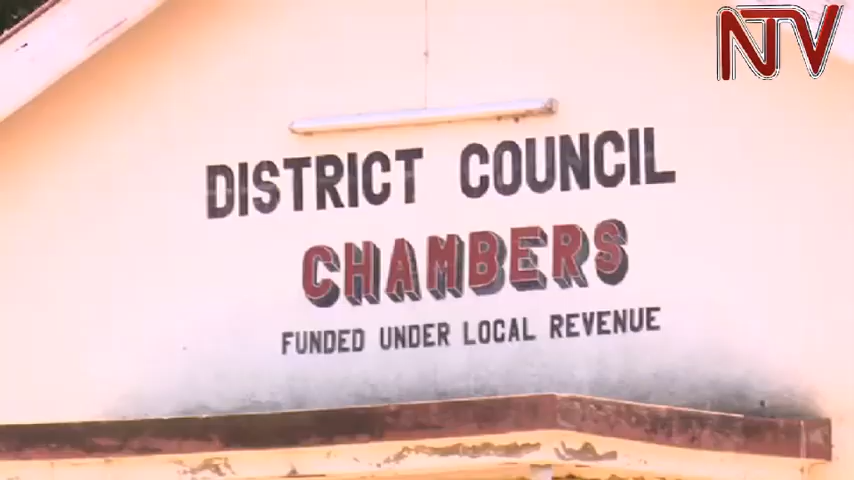 NTV
DISTRICT COUNCIL
CHAMBERS
FUNDED UNDER LOCAL REVENUE